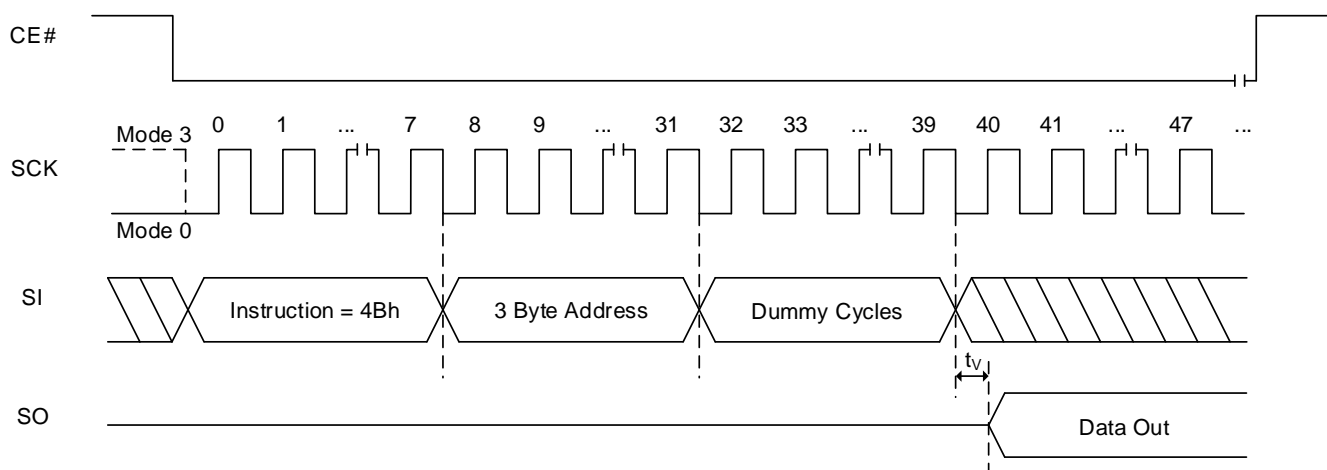 CE#
Mode 3 0 1 ... 7 8 9 ... 31 32 33 ... 39 40 41 ... 47 ...
SCK
Mode 0
SI Instruction = 4Bh 3 Byte Address Dummy Cycles
tV
SO Data Out